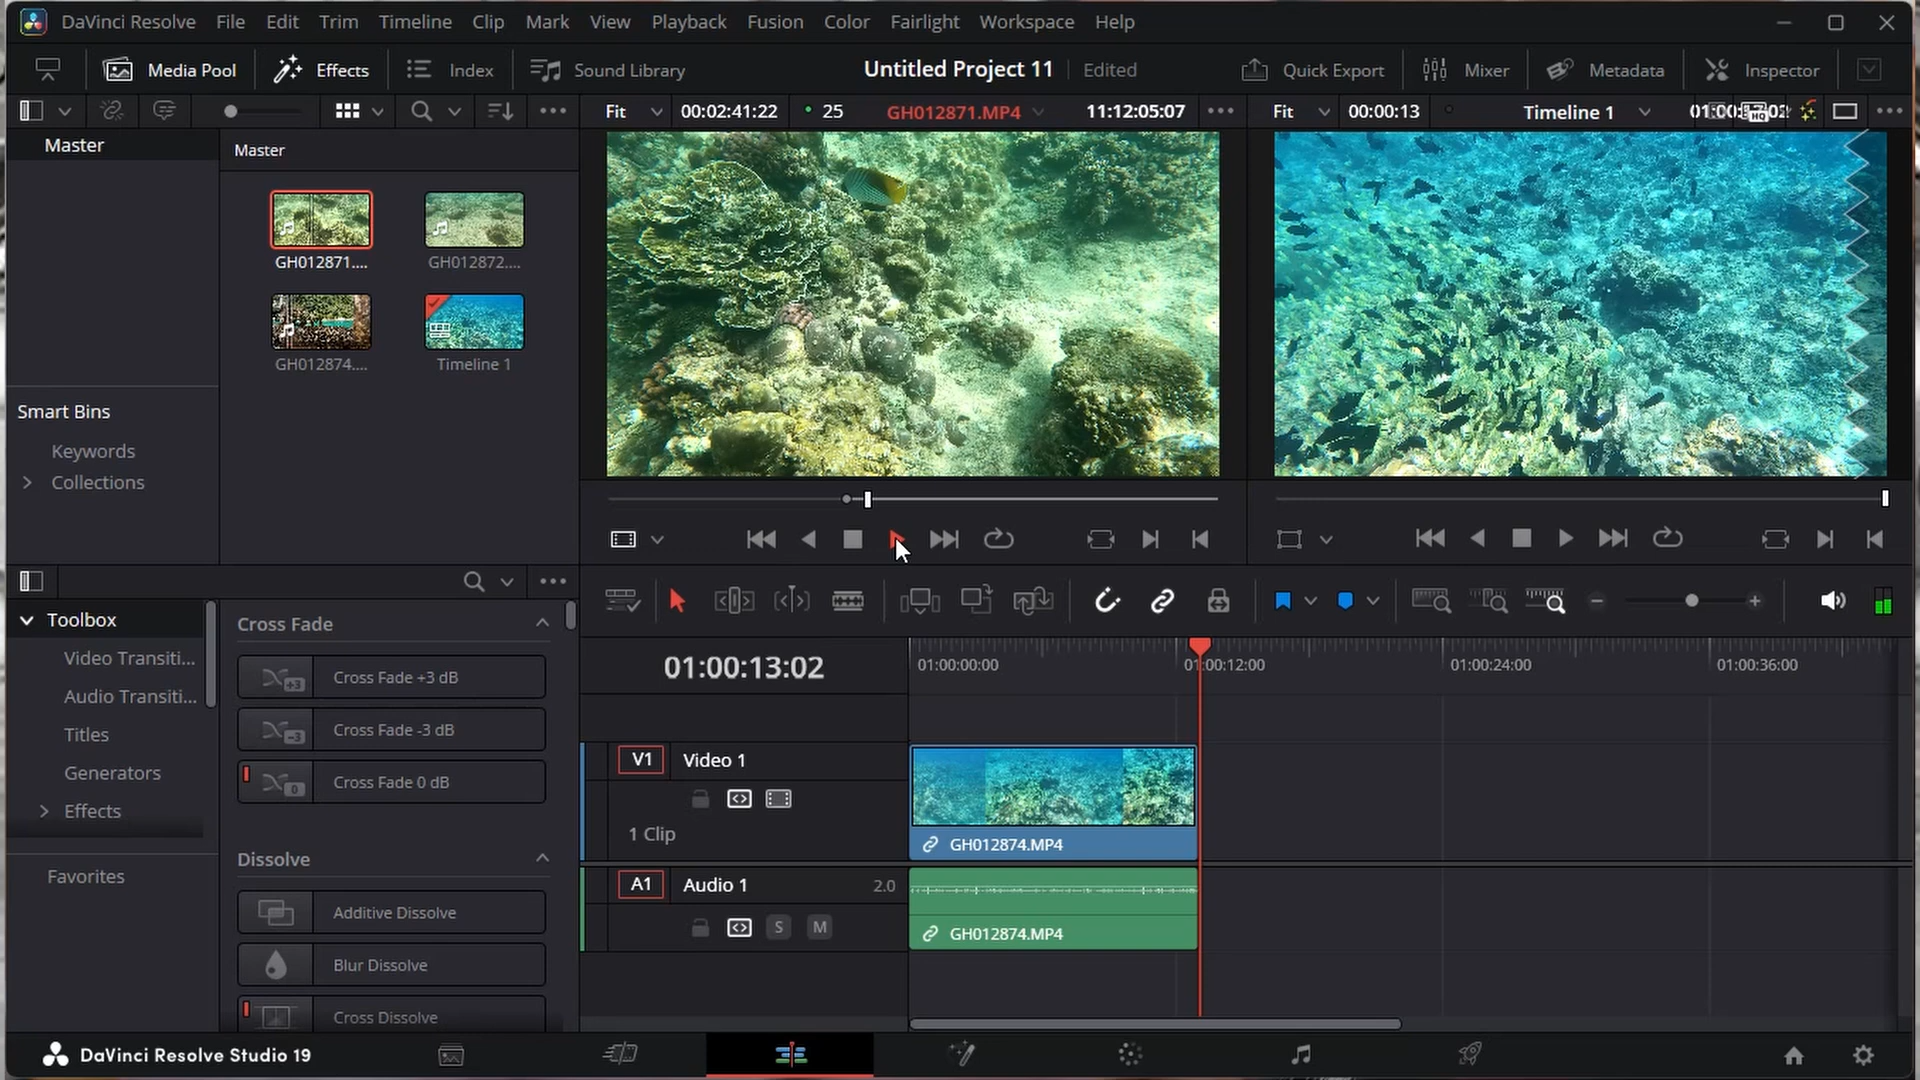 DaVinci Resolve File Edit Trim Timeline Clip Mark View Playback Fusion Color Fairlight Workspace Help
Media Pool Effects Index Sound Library Untitled Project 11 Edited Quick Export Mixer Metadata Inspector
Fit 00:02:41:22 25 GH012871.MP4 11:12:05:07 Fit 00:00:13 Timeline 1
Master
Master
GH012871.... GH012872....
GH012874.... Timeline 1
Smart Bins
Keywords
Collections
Toolbox
Video Transiti...
Audio Transiti...
Titles
Generators
Effects
Favorites
Cross Fade
+3 Cross Fade +3 dB
-3 Cross Fade -3 dB
0 Cross Fade 0 dB
Dissolve
Additive Dissolve
Blur Dissolve
Cross Dissolve
01:00:13:02
01:00:00:00 01:00:12:00 01:00:24:00 01:00:36:00
V1 Video 1
1 Clip
GH012874.MP4
A1 Audio 1 2.0
S M
GH012874.MP4
DaVinci Resolve Studio 19